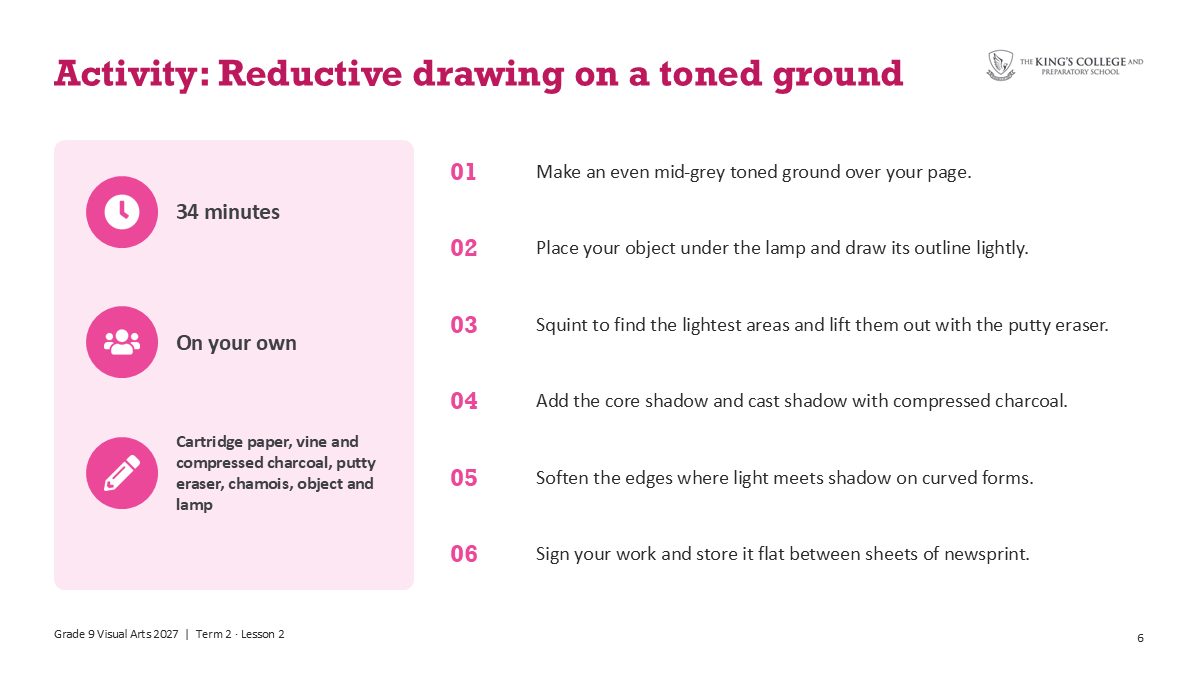 Activity: Reductive drawing on a toned ground
THE KING'S COLLEGE AND
PREPARATORY SCHOOL
34 minutes
On your own
Cartridge paper, vine and
compressed charcoal, putty
eraser, chamois, object and
lamp
01 Make an even mid-grey toned ground over your page.
02 Place your object under the lamp and draw its outline lightly.
03 Squint to find the lightest areas and lift them out with the putty eraser.
04 Add the core shadow and cast shadow with compressed charcoal.
05 Soften the edges where light meets shadow on curved forms.
06 Sign your work and store it flat between sheets of newsprint.
Grade 9 Visual Arts 2027 | Term 2 · Lesson 2
6